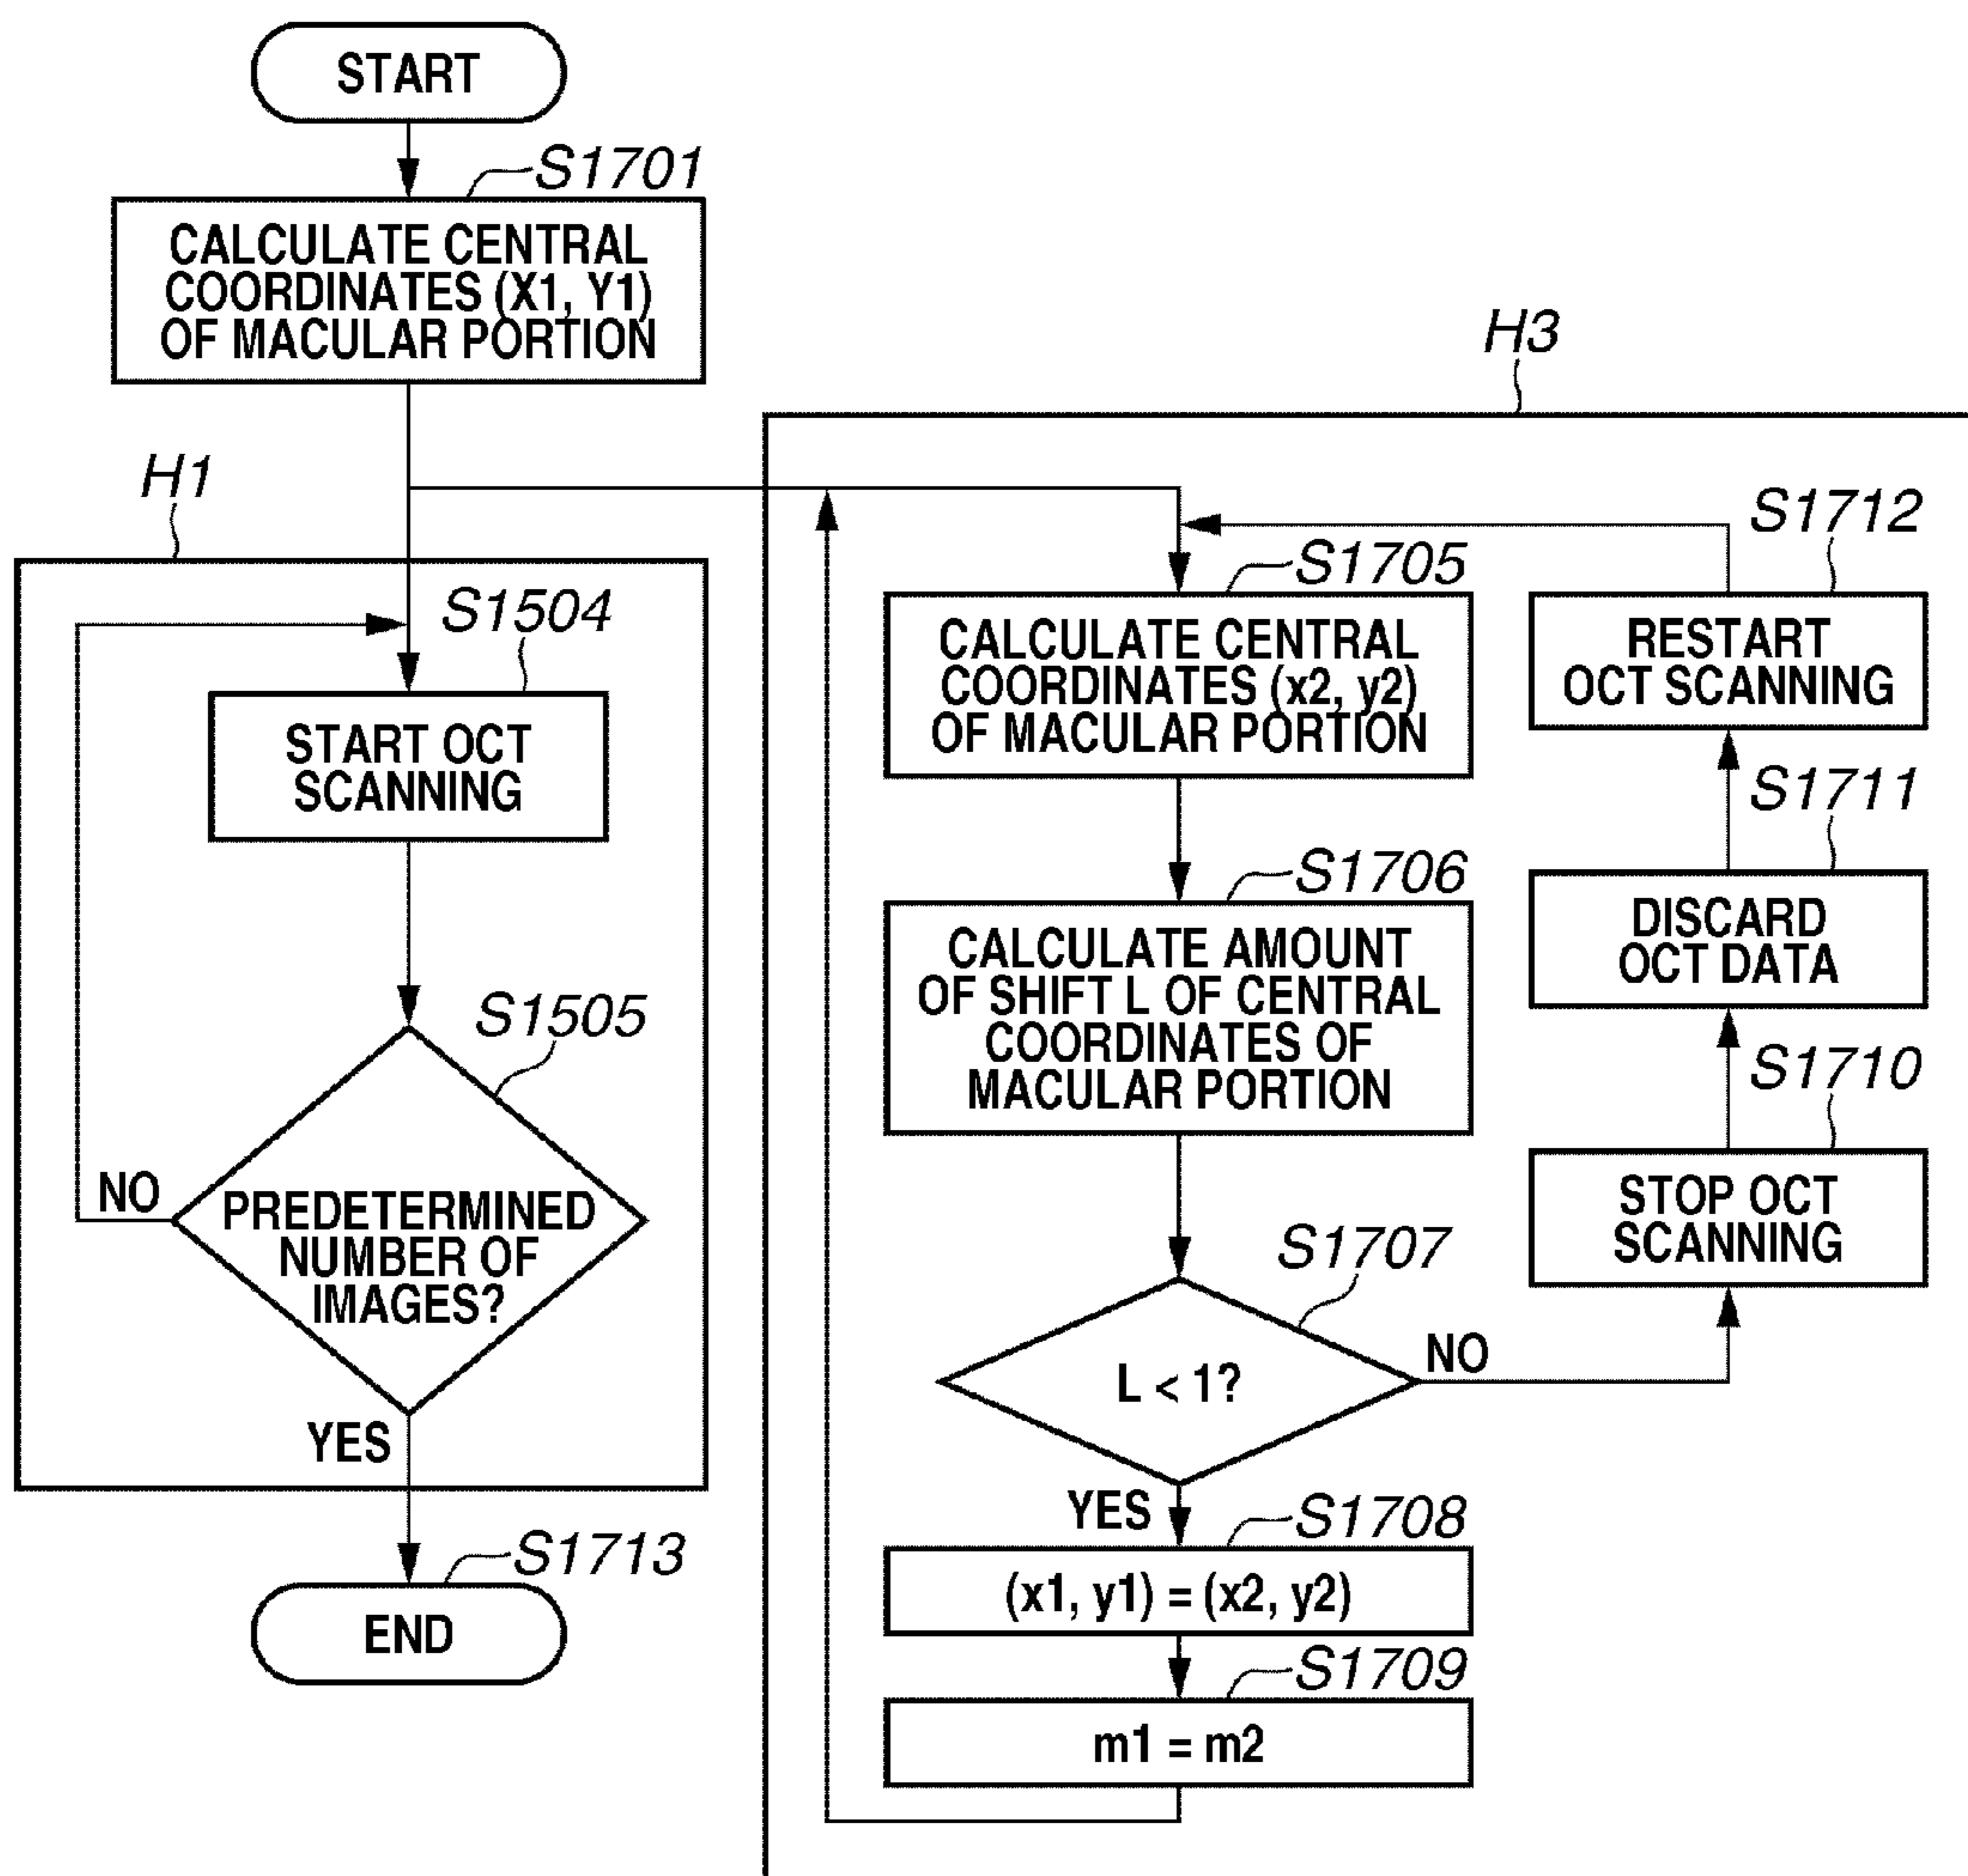 START
S1701
CALCULATE CENTRAL
COORDINATES (X1, Y1)
OF MACULAR PORTION
H1
S1504
START OCT
SCANNING
S1505
NO
PREDETERMINED
NUMBER OF
IMAGES?
YES
S1713
END
H3
S1705
CALCULATE CENTRAL
COORDINATES (x2, y2)
OF MACULAR PORTION
S1706
CALCULATE AMOUNT
OF SHIFT L OF CENTRAL
COORDINATES OF
MACULAR PORTION
S1707
L < 1?
NO
YES
S1708
(x1, y1) = (x2, y2)
S1709
m1 = m2
S1710
STOP OCT
SCANNING
S1711
DISCARD
OCT DATA
S1712
RESTART
OCT SCANNING